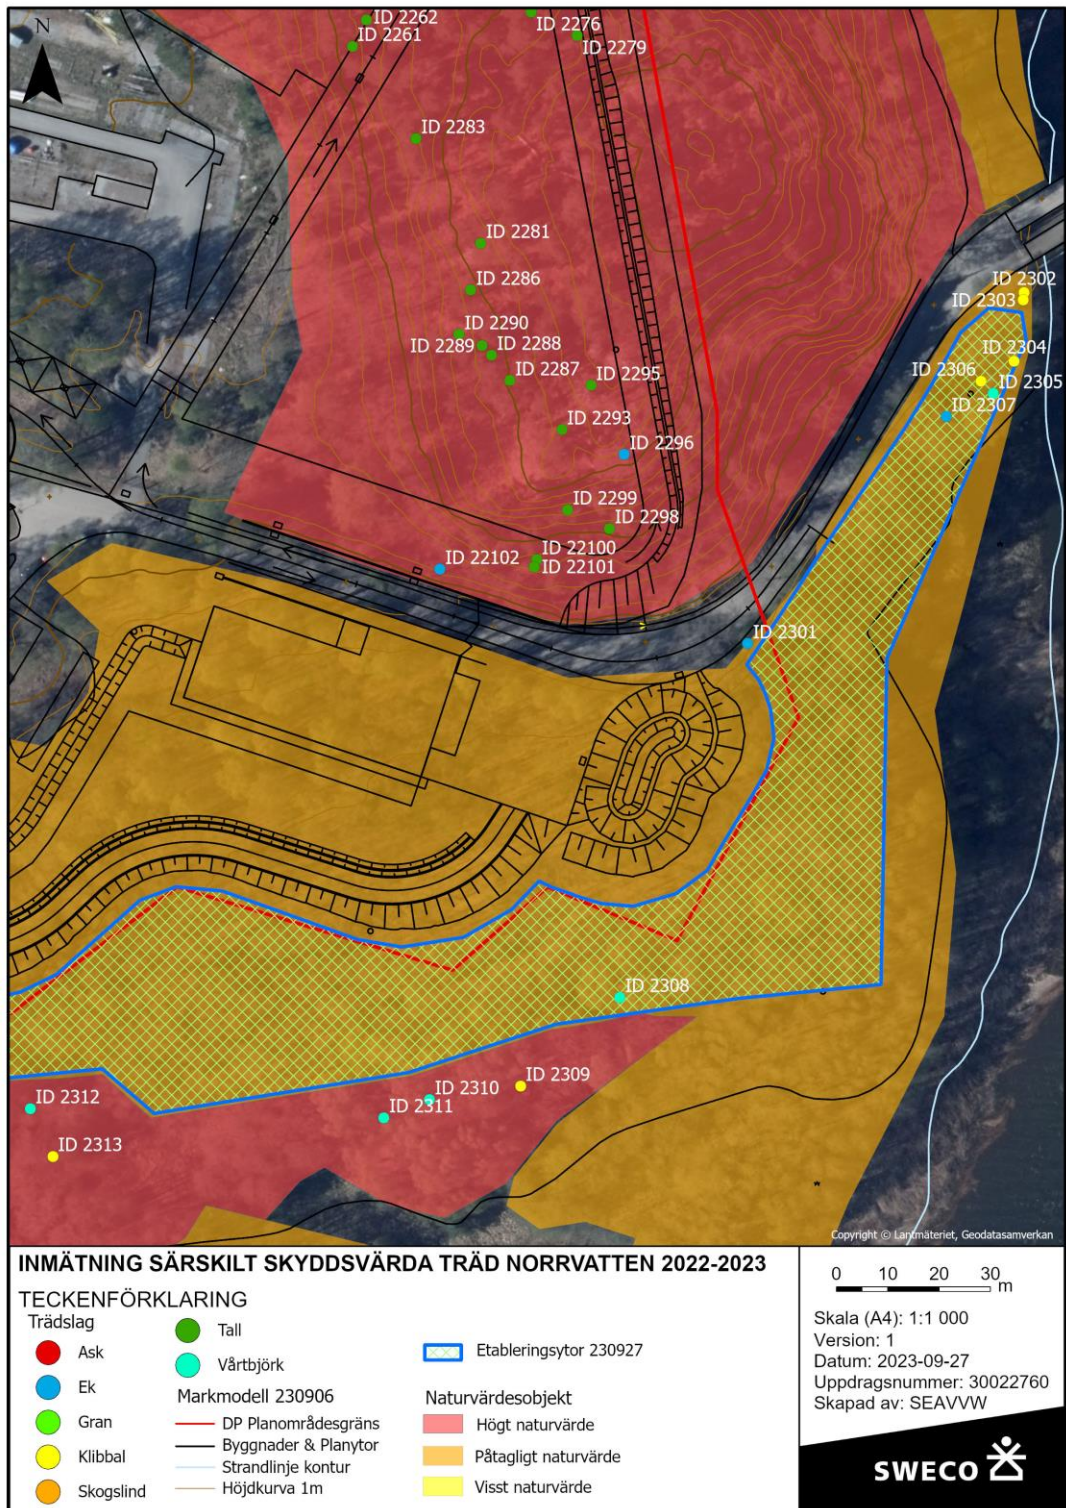 N
ID 2262
ID 2261
ID 2276
ID 2279
ID 2283
ID 2281
ID 2286
ID 2290
ID 2289
ID 2288
ID 2287
ID 2295
ID 2293
ID 2296
ID 2299
ID 2298
ID 22100
ID 22101
ID 22102
ID 2302
ID 2303
ID 2304
ID 2306
ID 2305
ID 2307
ID 2301
ID 2308
ID 2309
ID 2310
ID 2311
ID 2312
ID 2313
Copyright © Lantmäteriet, Geodatasamverkan
INMÄTNING SÄRSKILT SKYDDSVÄRDA TRÄD NORRVATTEN 2022-2023
TECKENFÖRKLARING
Trädslag
Ask
Ek
Gran
Klibbal
Skogslind
Tall
Vårtbjörk
Markmodell 230906
DP Planområdesgräns
Byggnader & Planytor
Strandlinje kontur
Höjdkurva 1m
Etableringsytor 230927
Naturvärdesobjekt
Högt naturvärde
Påtagligt naturvärde
Visst naturvärde
0 10 20 30
m
Skala (A4): 1:1 000
Version: 1
Datum: 2023-09-27
Uppdragsnummer: 30022760
Skapad av: SEAVVW
SWECO